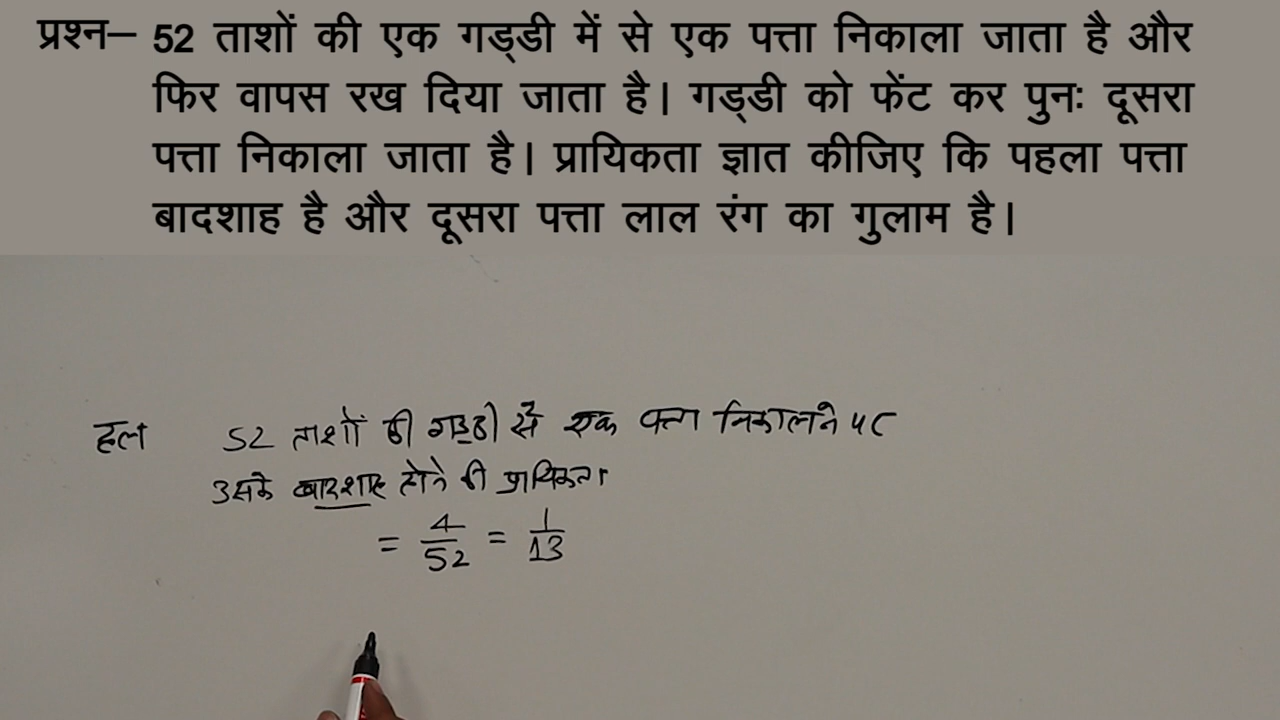 प्रश्न– 52 ताशों की एक गड्डी में से एक पत्ता निकाला जाता है और
फिर वापस रख दिया जाता है। गड्डी को फेंट कर पुनः दूसरा
पत्ता निकाला जाता है। प्रायिकता ज्ञात कीजिए कि पहला पत्ता
बादशाह है और दूसरा पत्ता लाल रंग का गुलाम है।
हल 52 ताशों की गड्डी से एक पत्ता निकालने पर
उसके बादशाह होने की प्रायिकता
= 4/52 = 1/13